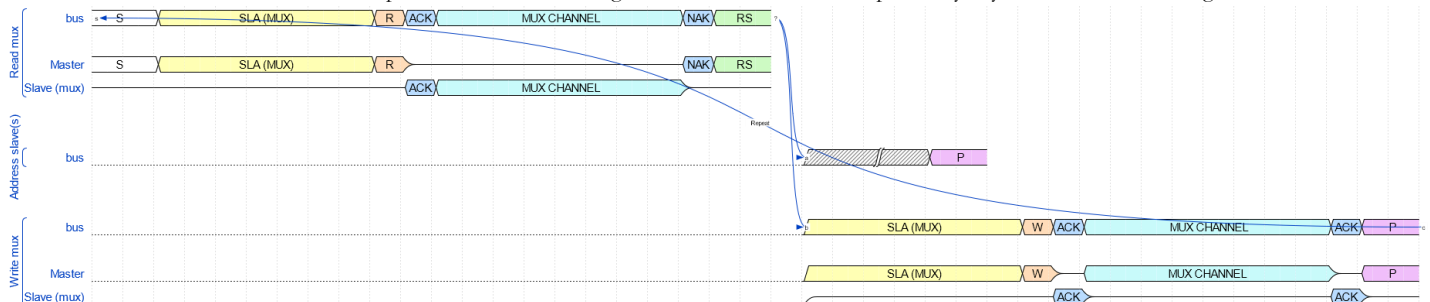 Read mux
bus S SLA (MUX) R ACK MUX CHANNEL NAK RS ?
Master S SLA (MUX) R NAK RS
Slave (mux) ACK MUX CHANNEL
Repeat
Address slave(s)
bus a P
Write mux
bus b SLA (MUX) W ACK MUX CHANNEL ACK P c
Master SLA (MUX) W MUX CHANNEL P
Slave (mux) ACK ACK